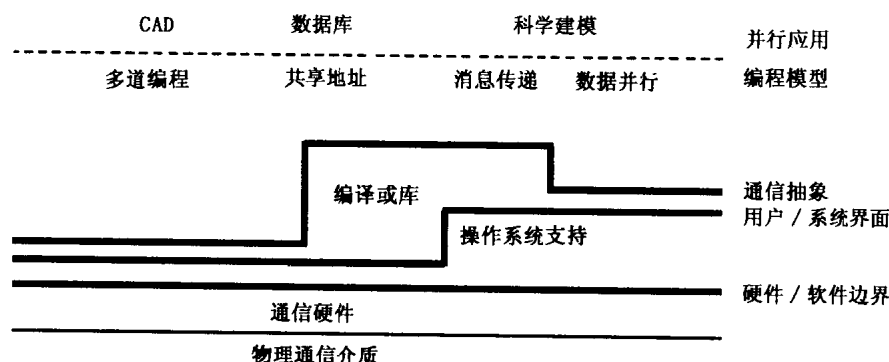 CAD 数据库 科学建模 并行应用
多道编程 共享地址 消息传递 数据并行 编程模型
编译或库 通信抽象
操作系统支持 用户 / 系统界面
硬件 / 软件边界
通信硬件
物理通信介质